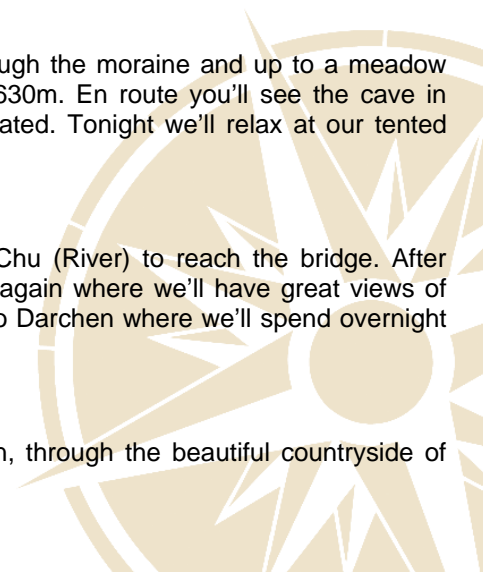 ugh the moraine and up to a meadow
630m. En route you'll see the cave in
ated. Tonight we'll relax at our tented
Chu (River) to reach the bridge. After
again where we'll have great views of
o Darchen where we'll spend overnight
n, through the beautiful countryside of